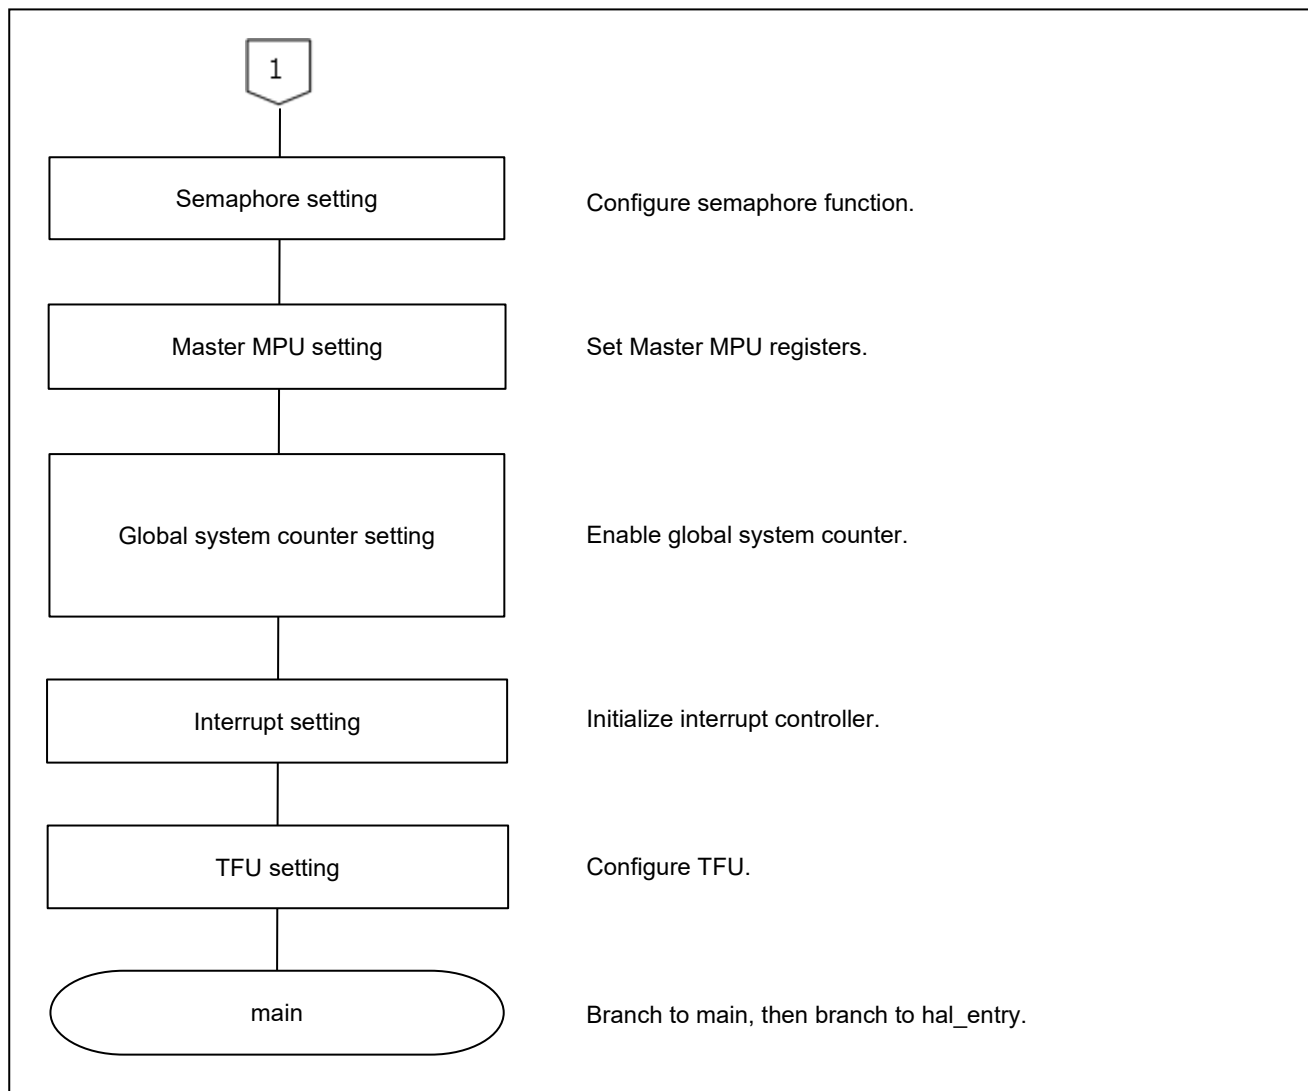 1
Semaphore setting
Configure semaphore function.
Master MPU setting
Set Master MPU registers.
Global system counter setting
Enable global system counter.
Interrupt setting
Initialize interrupt controller.
TFU setting
Configure TFU.
main
Branch to main, then branch to hal_entry.